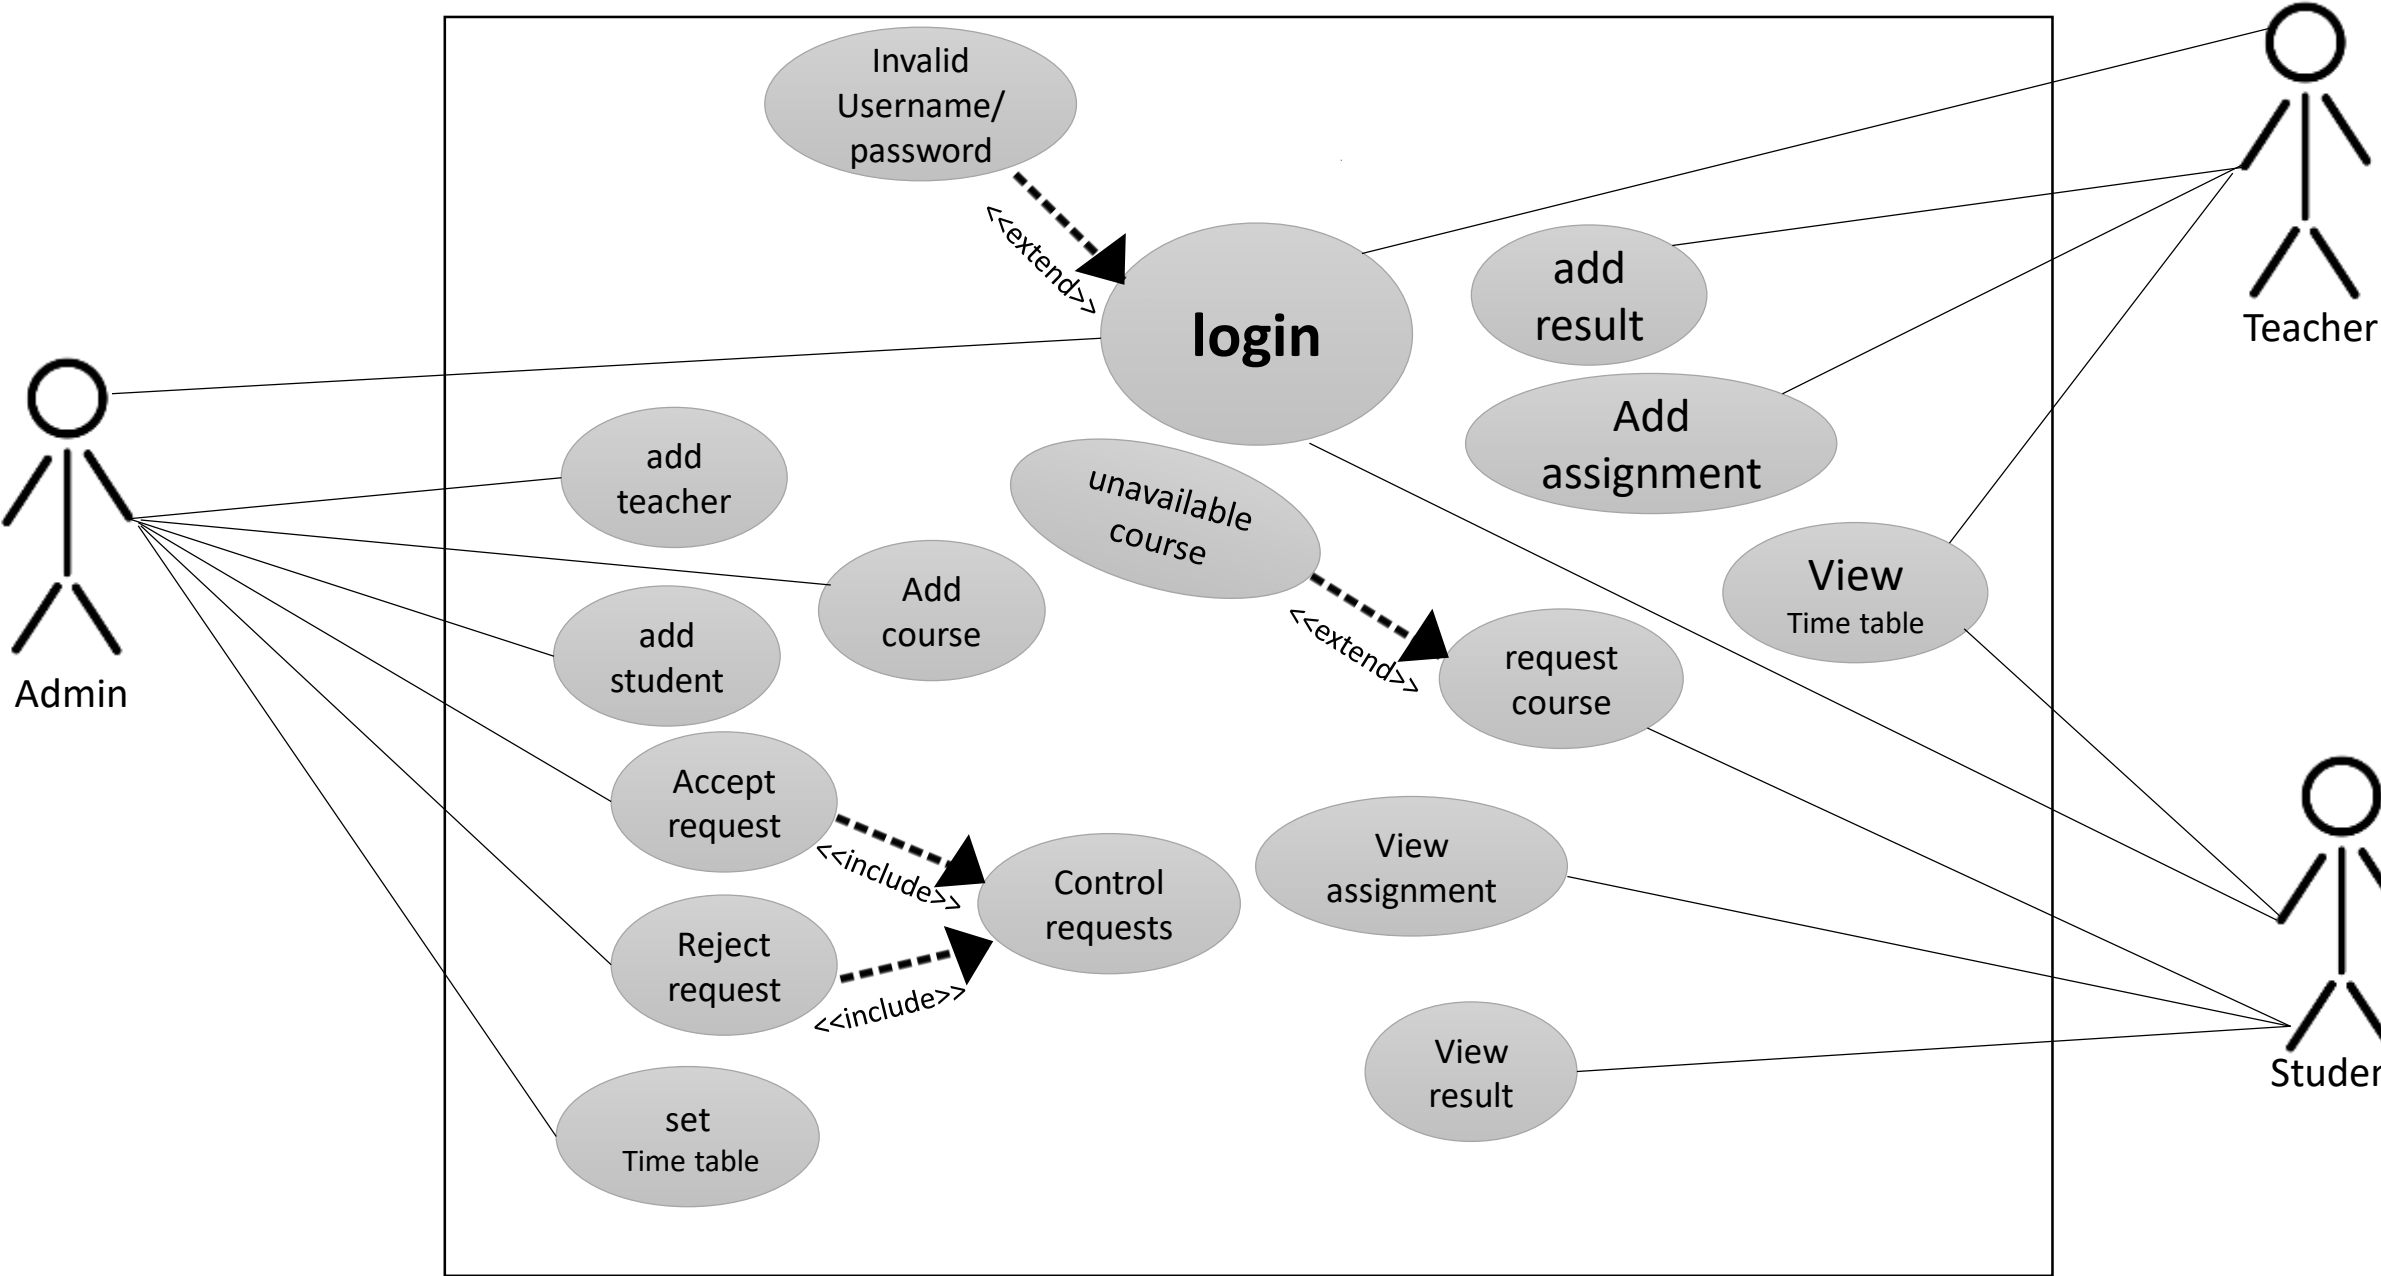 Invalid
Username/
password
<<extend>>
login
add
result
Teacher
Add
assignment
add
teacher
unavailable
course
View
Time table
Add
course
<<extend>>
request
course
add
student
Admin
Accept
request
<<include>>
Control
requests
View
assignment
Reject
request
<<include>>
View
result
Studen
set
Time table